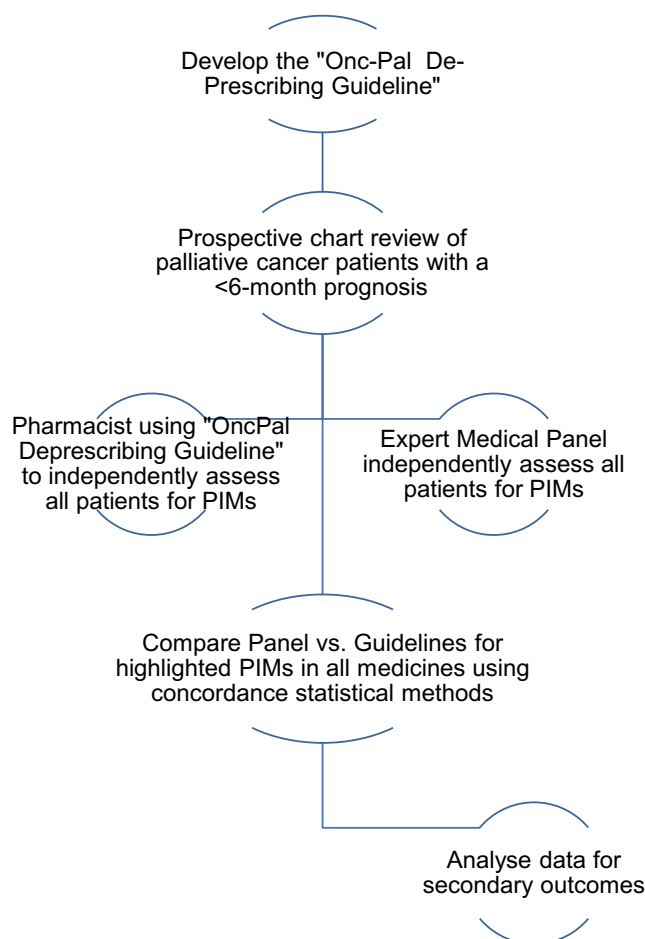 Develop the "Onc-Pal De-
Prescribing Guideline"
Prospective chart review of
palliative cancer patients with a
<6-month prognosis
Pharmacist using "OncPal
Deprescribing Guideline"
to independently assess
all patients for PIMs
Expert Medical Panel
independently assess all
patients for PIMs
Compare Panel vs. Guidelines for
highlighted PIMs in all medicines using
concordance statistical methods
Analyse data for
secondary outcomes